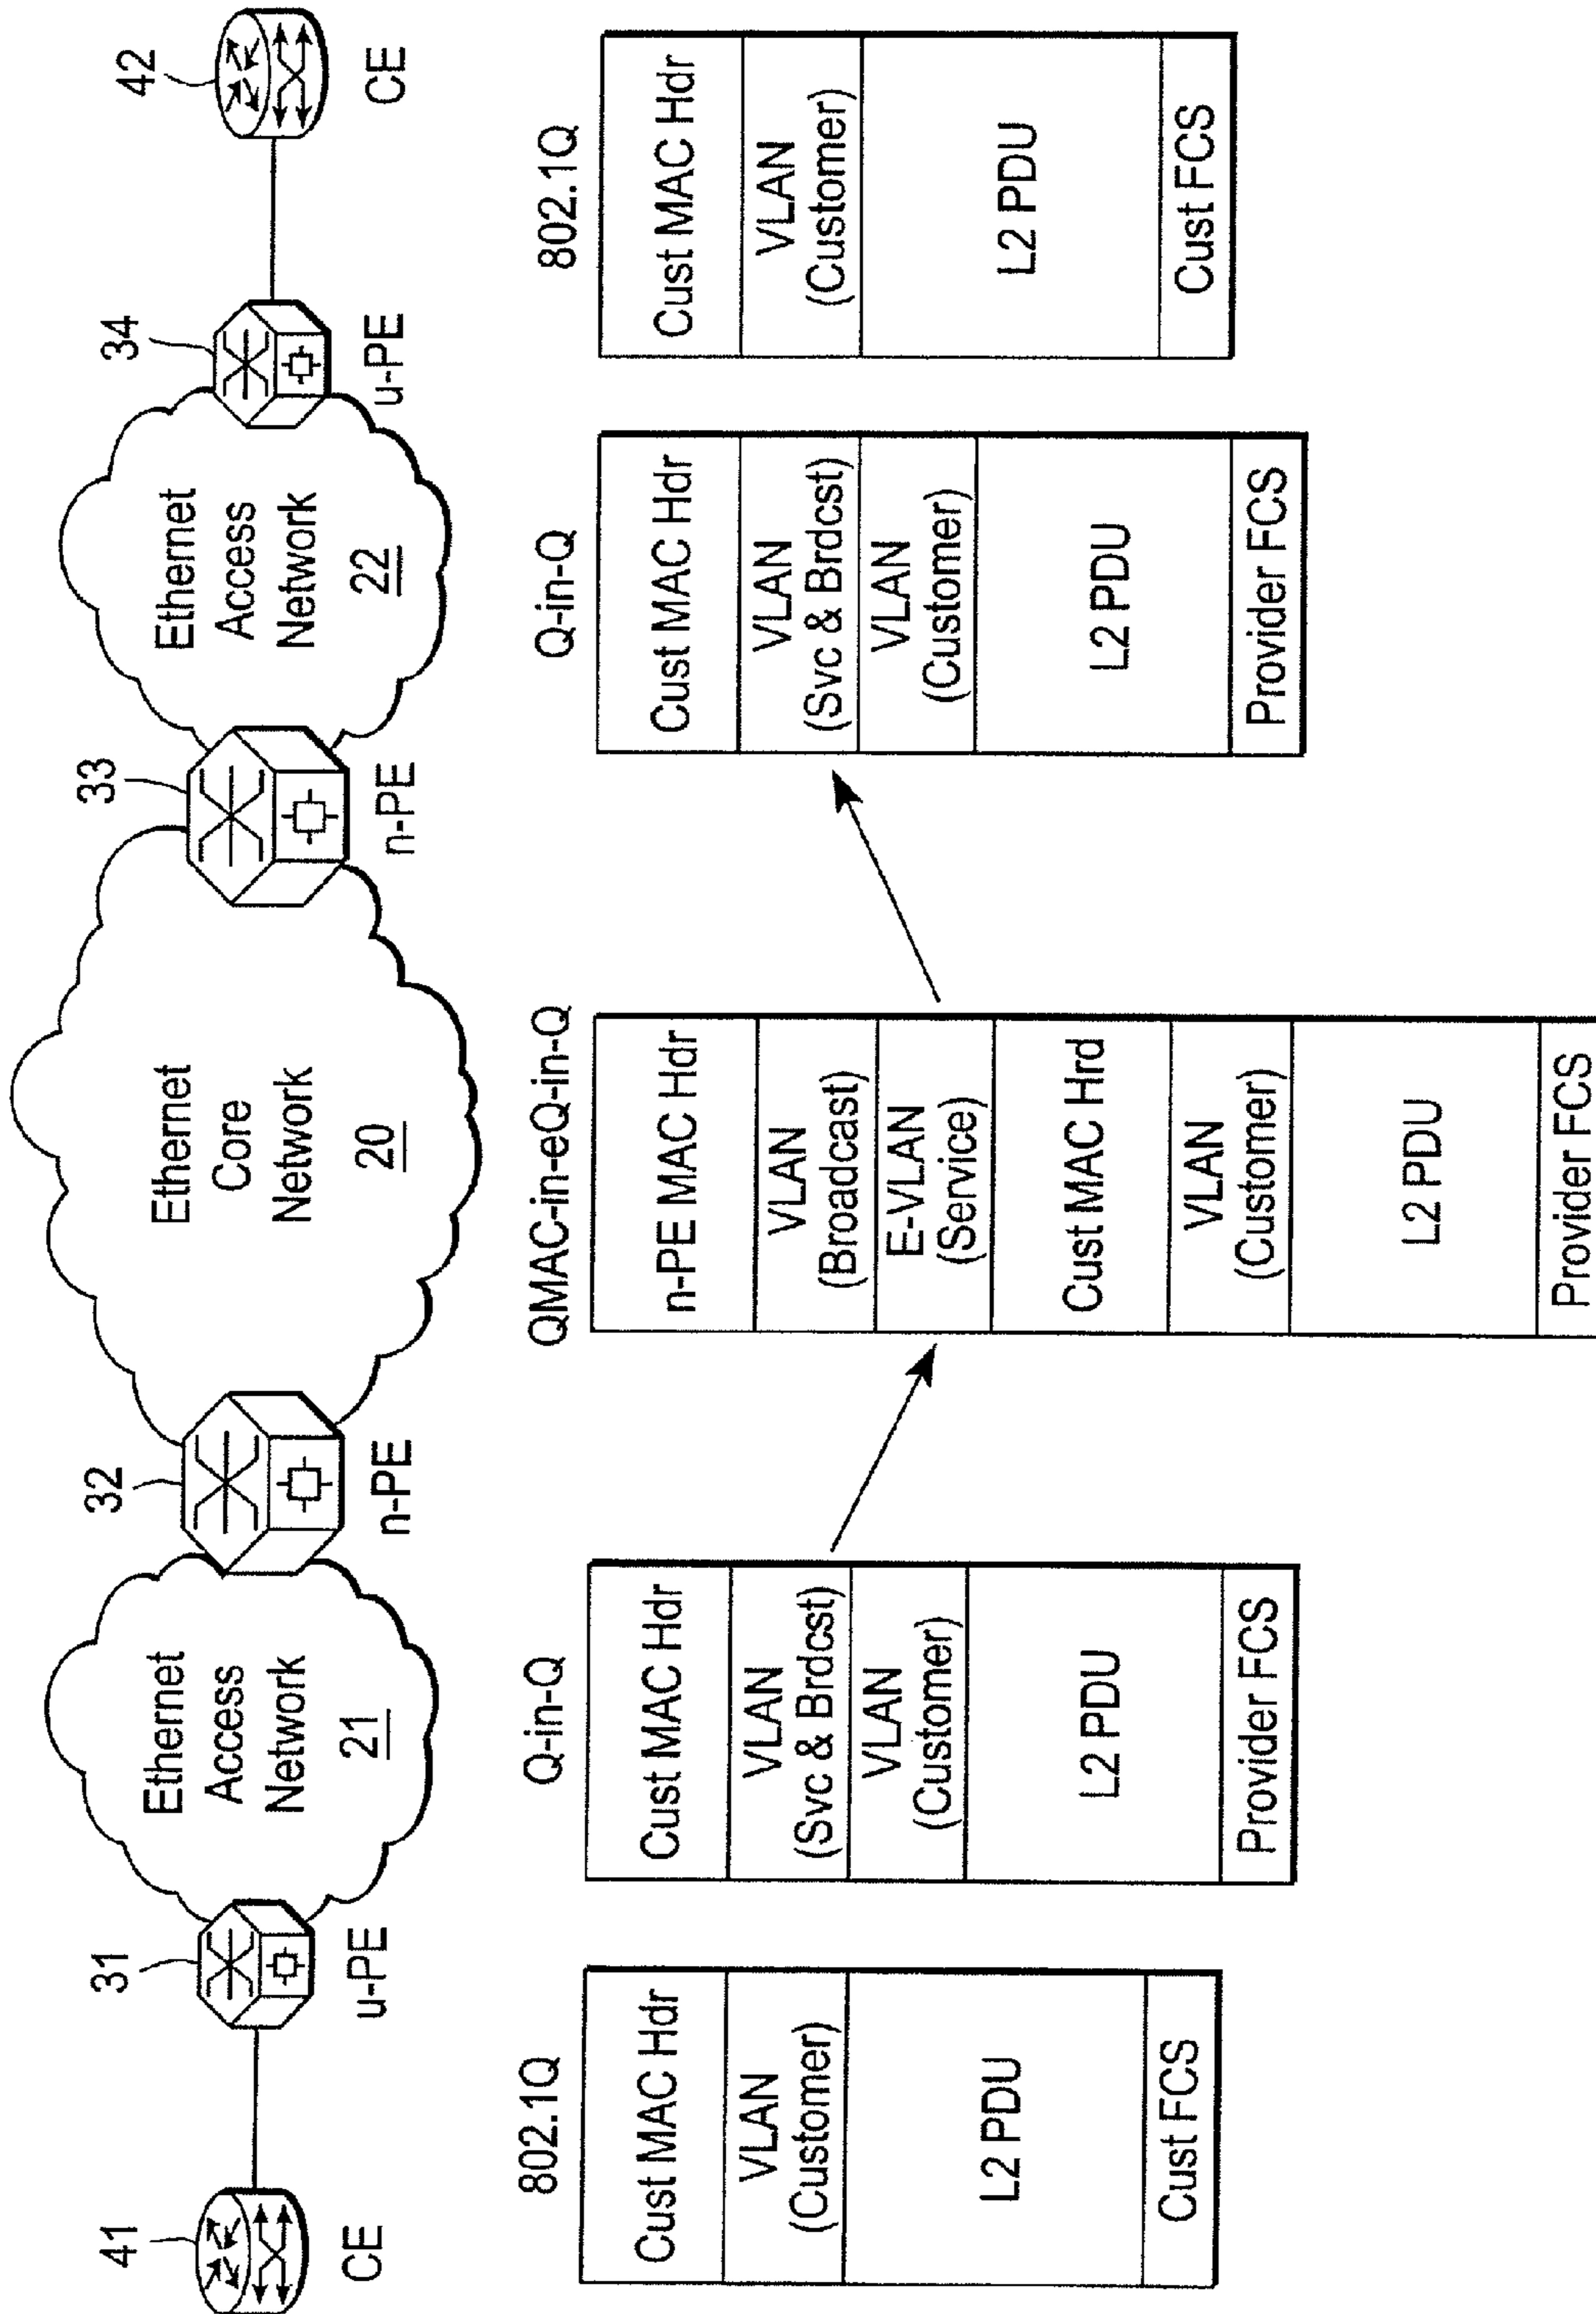 41
CE
31
u-PE
Ethernet
Access
Network
21
32
n-PE
Ethernet
Core
Network
20
33
n-PE
Ethernet
Access
Network
22
34
u-PE
42
CE
802.1Q
Cust MAC Hdr
VLAN
(Customer)
L2 PDU
Cust FCS
Q-in-Q
Cust MAC Hdr
VLAN
(Svc & Brdcst)
VLAN
(Customer)
L2 PDU
Provider FCS
QMAC-in-eQ-in-Q
n-PE MAC Hdr
VLAN
(Broadcast)
E-VLAN
(Service)
Cust MAC Hrd
VLAN
(Customer)
L2 PDU
Provider FCS
Q-in-Q
Cust MAC Hdr
VLAN
(Svc & Brdcst)
VLAN
(Customer)
L2 PDU
Provider FCS
802.1Q
Cust MAC Hdr
VLAN
(Customer)
L2 PDU
Cust FCS